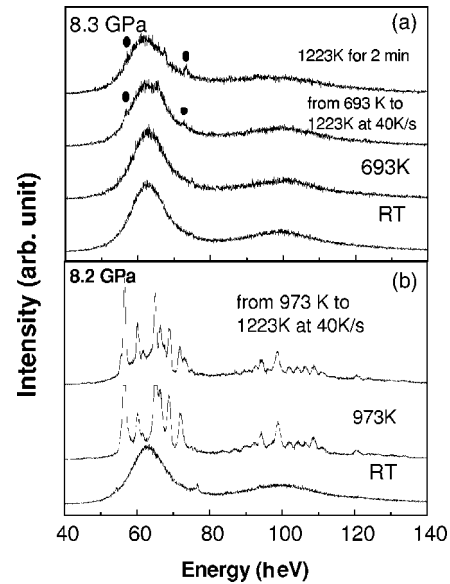 8.3 GPa
(a)
1223K for 2 min
from 693 K to
1223K at 40K/s
693K
RT
8.2 GPa
(b)
from 973 K to
1223K at 40K/s
973K
RT
Intensity (arb. unit)
40 60 80 100 120 140
Energy (heV)